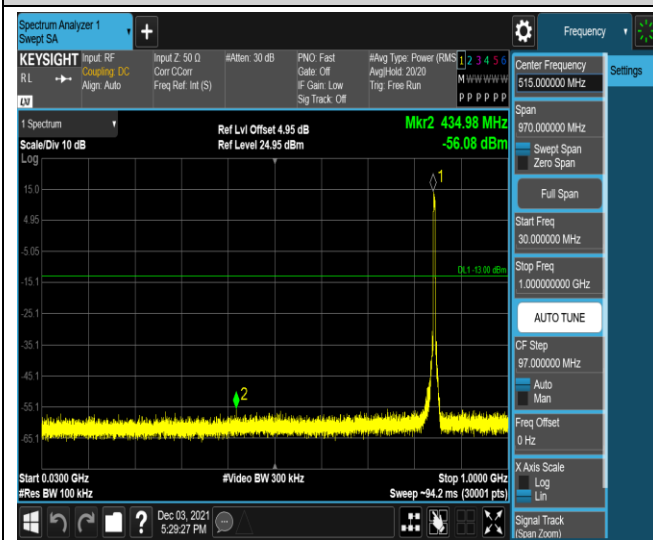 Spectrum Analyzer 1
Swept SA
+
Frequency
KEYSIGHT
RL
LXI
Input: RF
Coupling: DC
Align: Auto
Input Z: 50 Ω
Corr CCorr
Freq Ref: Int (S)
#Atten: 30 dB
PNO: Fast
Gate: Off
IF Gain: Low
Sig Track: Off
#Avg Type: Power (RMS
Avg|Hold: 20/20
Trig: Free Run
1 2 3 4 5 6
M W W W W W
P P P P P P
Settings
Center Frequency
515.000000 MHz
Span
970.000000 MHz
Swept Span
Zero Span
Full Span
Start Freq
30.000000 MHz
Stop Freq
1.000000000 GHz
AUTO TUNE
CF Step
97.000000 MHz
Auto
Man
Freq Offset
0 Hz
X Axis Scale
Log
Lin
Signal Track
(Span Zoom)
1 Spectrum
Scale/Div 10 dB
Log
Ref Lvl Offset 4.95 dB
Ref Level 24.95 dBm
Mkr2 434.98 MHz
-56.08 dBm
15.0
4.95
-5.05
-15.1
-25.1
-35.1
-45.1
-55.1
-65.1
1
DL1 -13.00 dBm
2
Start 0.0300 GHz
#Res BW 100 kHz
#Video BW 300 kHz
Stop 1.0000 GHz
Sweep ~94.2 ms (30001 pts)
?
Dec 03, 2021
5:29:27 PM